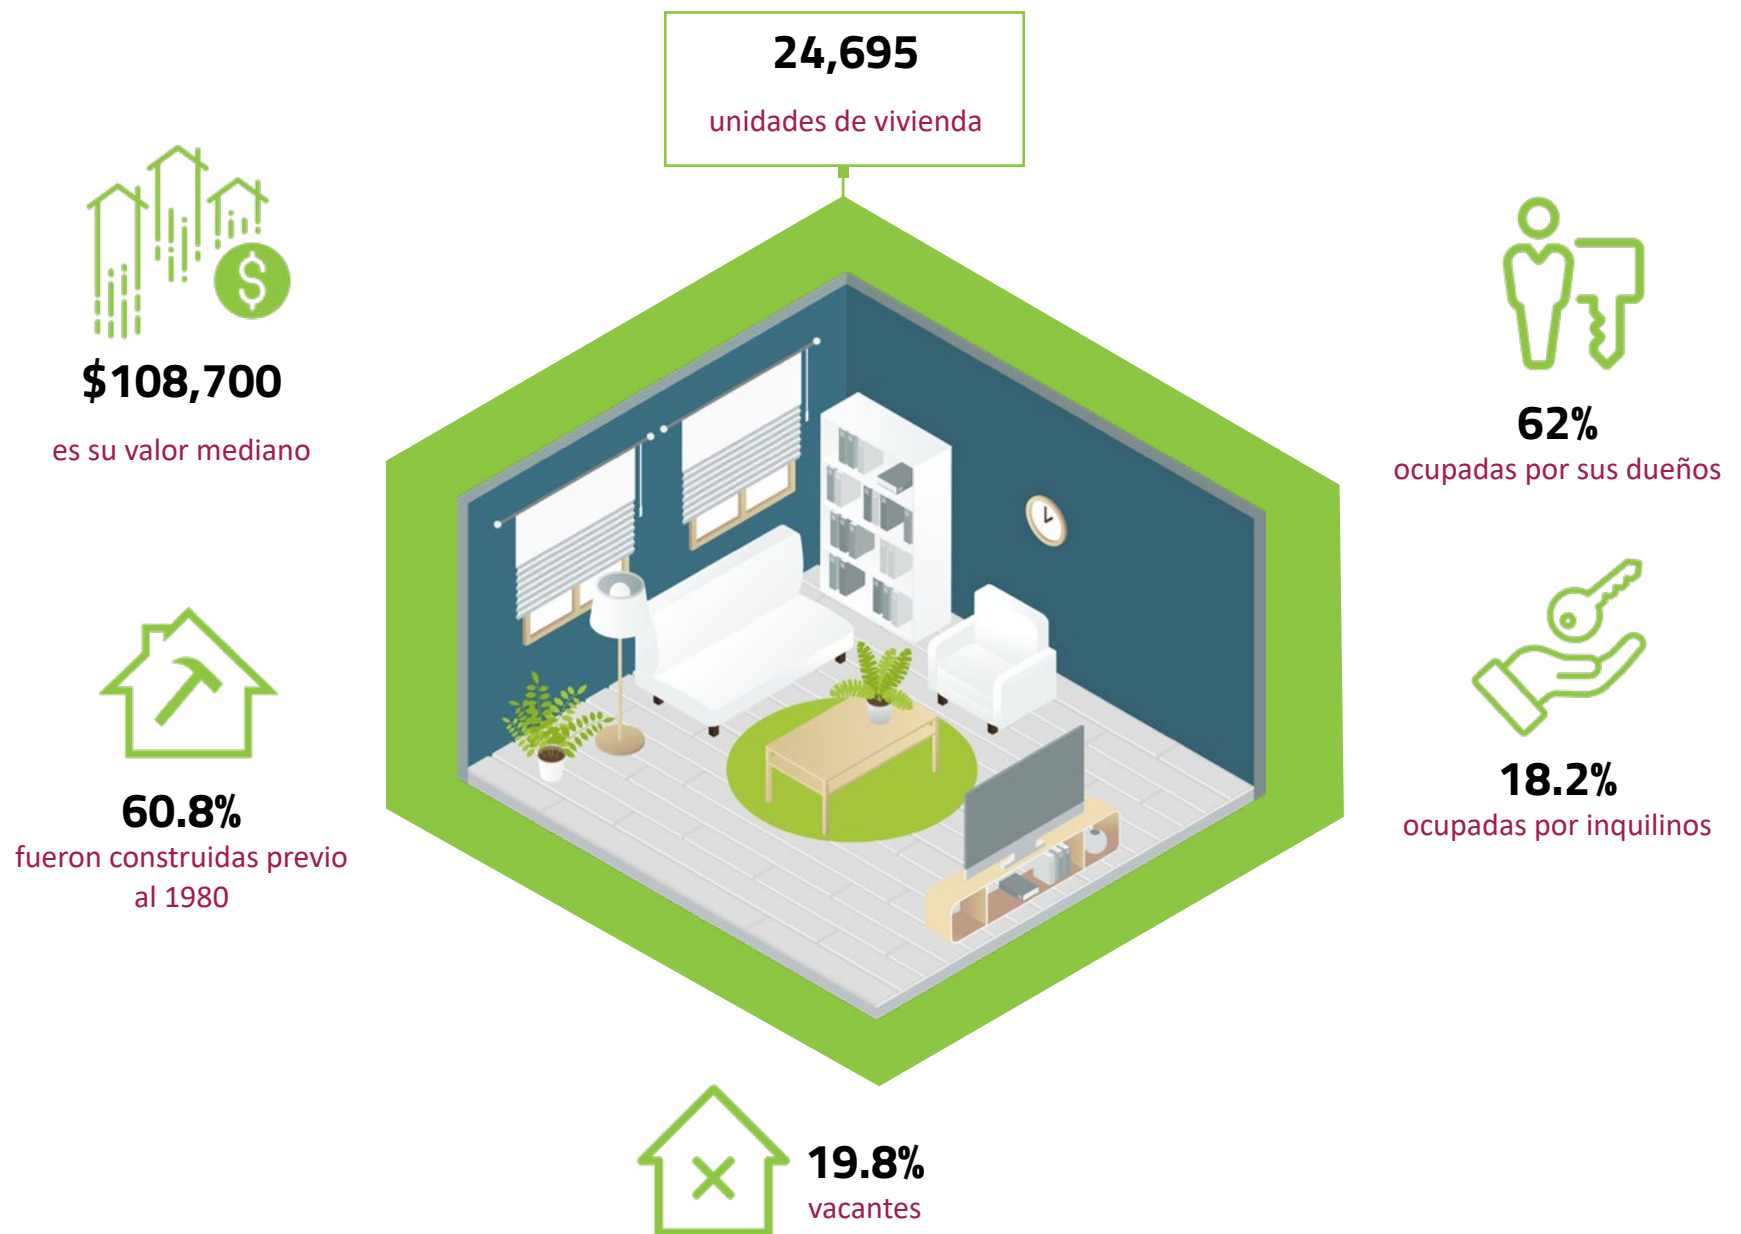 24,695
unidades de vivienda
$108,700
es su valor mediano
62%
ocupadas por sus dueños
60.8%
fueron construidas previo
al 1980
18.2%
ocupadas por inquilinos
19.8%
vacantes